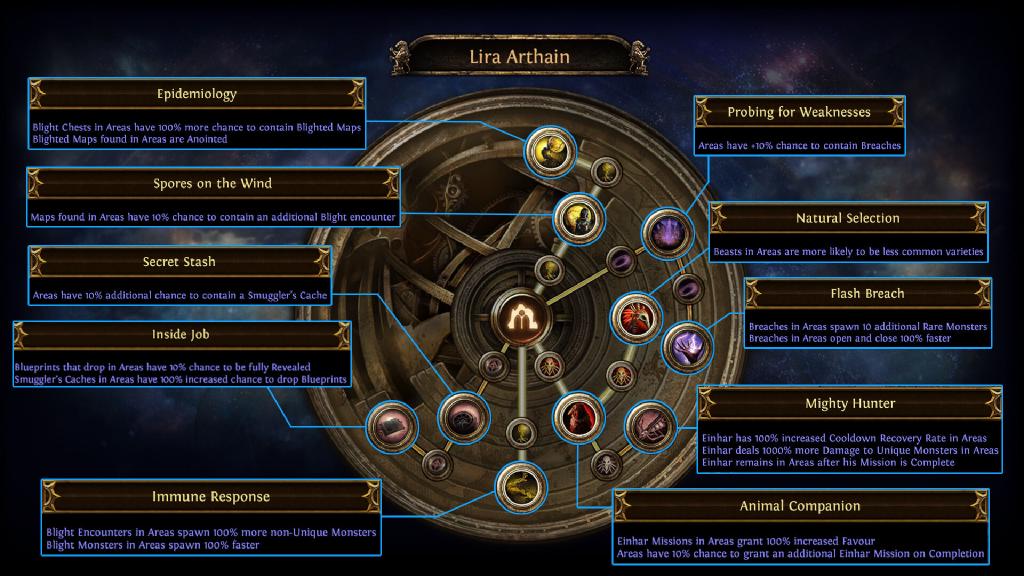 Lira Arthain
Epidemiology
Blight Chests in Areas have 100% more chance to contain Blighted Maps
Blighted Maps found in Areas are Anointed
Spores on the Wind
Maps found in Areas have 10% chance to contain an additional Blight encounter
Secret Stash
Areas have 10% additional chance to contain a Smuggler's Cache
Inside Job
Blueprints that drop in Areas have 10% chance to be fully Revealed
Smuggler's Caches in Areas have 100% increased chance to drop Blueprints
Immune Response
Blight Encounters in Areas spawn 100% more non-Unique Monsters
Blight Monsters in Areas spawn 100% faster
Probing for Weaknesses
Areas have +10% chance to contain Breaches
Natural Selection
Beasts in Areas are more likely to be less common varieties
Flash Breach
Breaches in Areas spawn 10 additional Rare Monsters
Breaches in Areas open and close 100% faster
Mighty Hunter
Einhar has 100% increased Cooldown Recovery Rate in Areas
Einhar deals 1000% more Damage to Unique Monsters in Areas
Einhar remains in Areas after his Mission is Complete
Animal Companion
Einhar Missions in Areas grant 100% increased Favour
Areas have 10% chance to grant an additional Einhar Mission on Completion